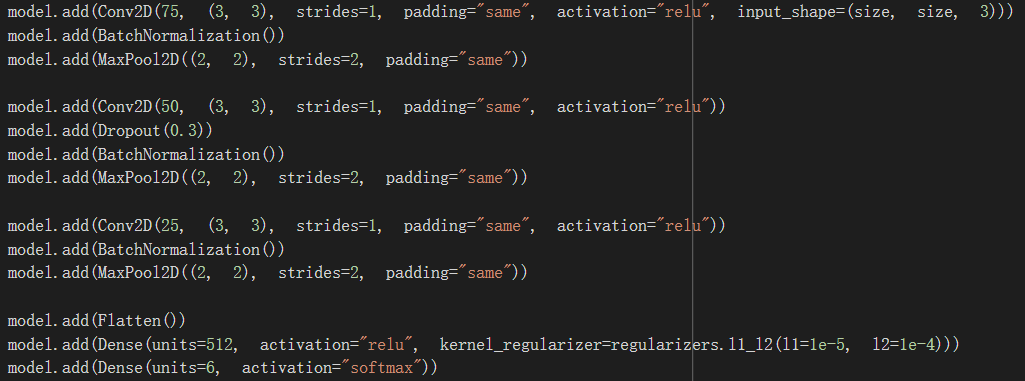 model.add(Conv2D(75, (3, 3), strides=1, padding="same", activation="relu", input_shape=(size, size, 3)))
model.add(BatchNormalization())
model.add(MaxPool2D((2, 2), strides=2, padding="same"))
model.add(Conv2D(50, (3, 3), strides=1, padding="same", activation="relu"))
model.add(Dropout(0.3))
model.add(BatchNormalization())
model.add(MaxPool2D((2, 2), strides=2, padding="same"))
model.add(Conv2D(25, (3, 3), strides=1, padding="same", activation="relu"))
model.add(BatchNormalization())
model.add(MaxPool2D((2, 2), strides=2, padding="same"))
model.add(Flatten())
model.add(Dense(units=512, activation="relu", kernel_regularizer=regularizers.l1_l2(l1=1e-5, l2=1e-4)))
model.add(Dense(units=6, activation="softmax"))